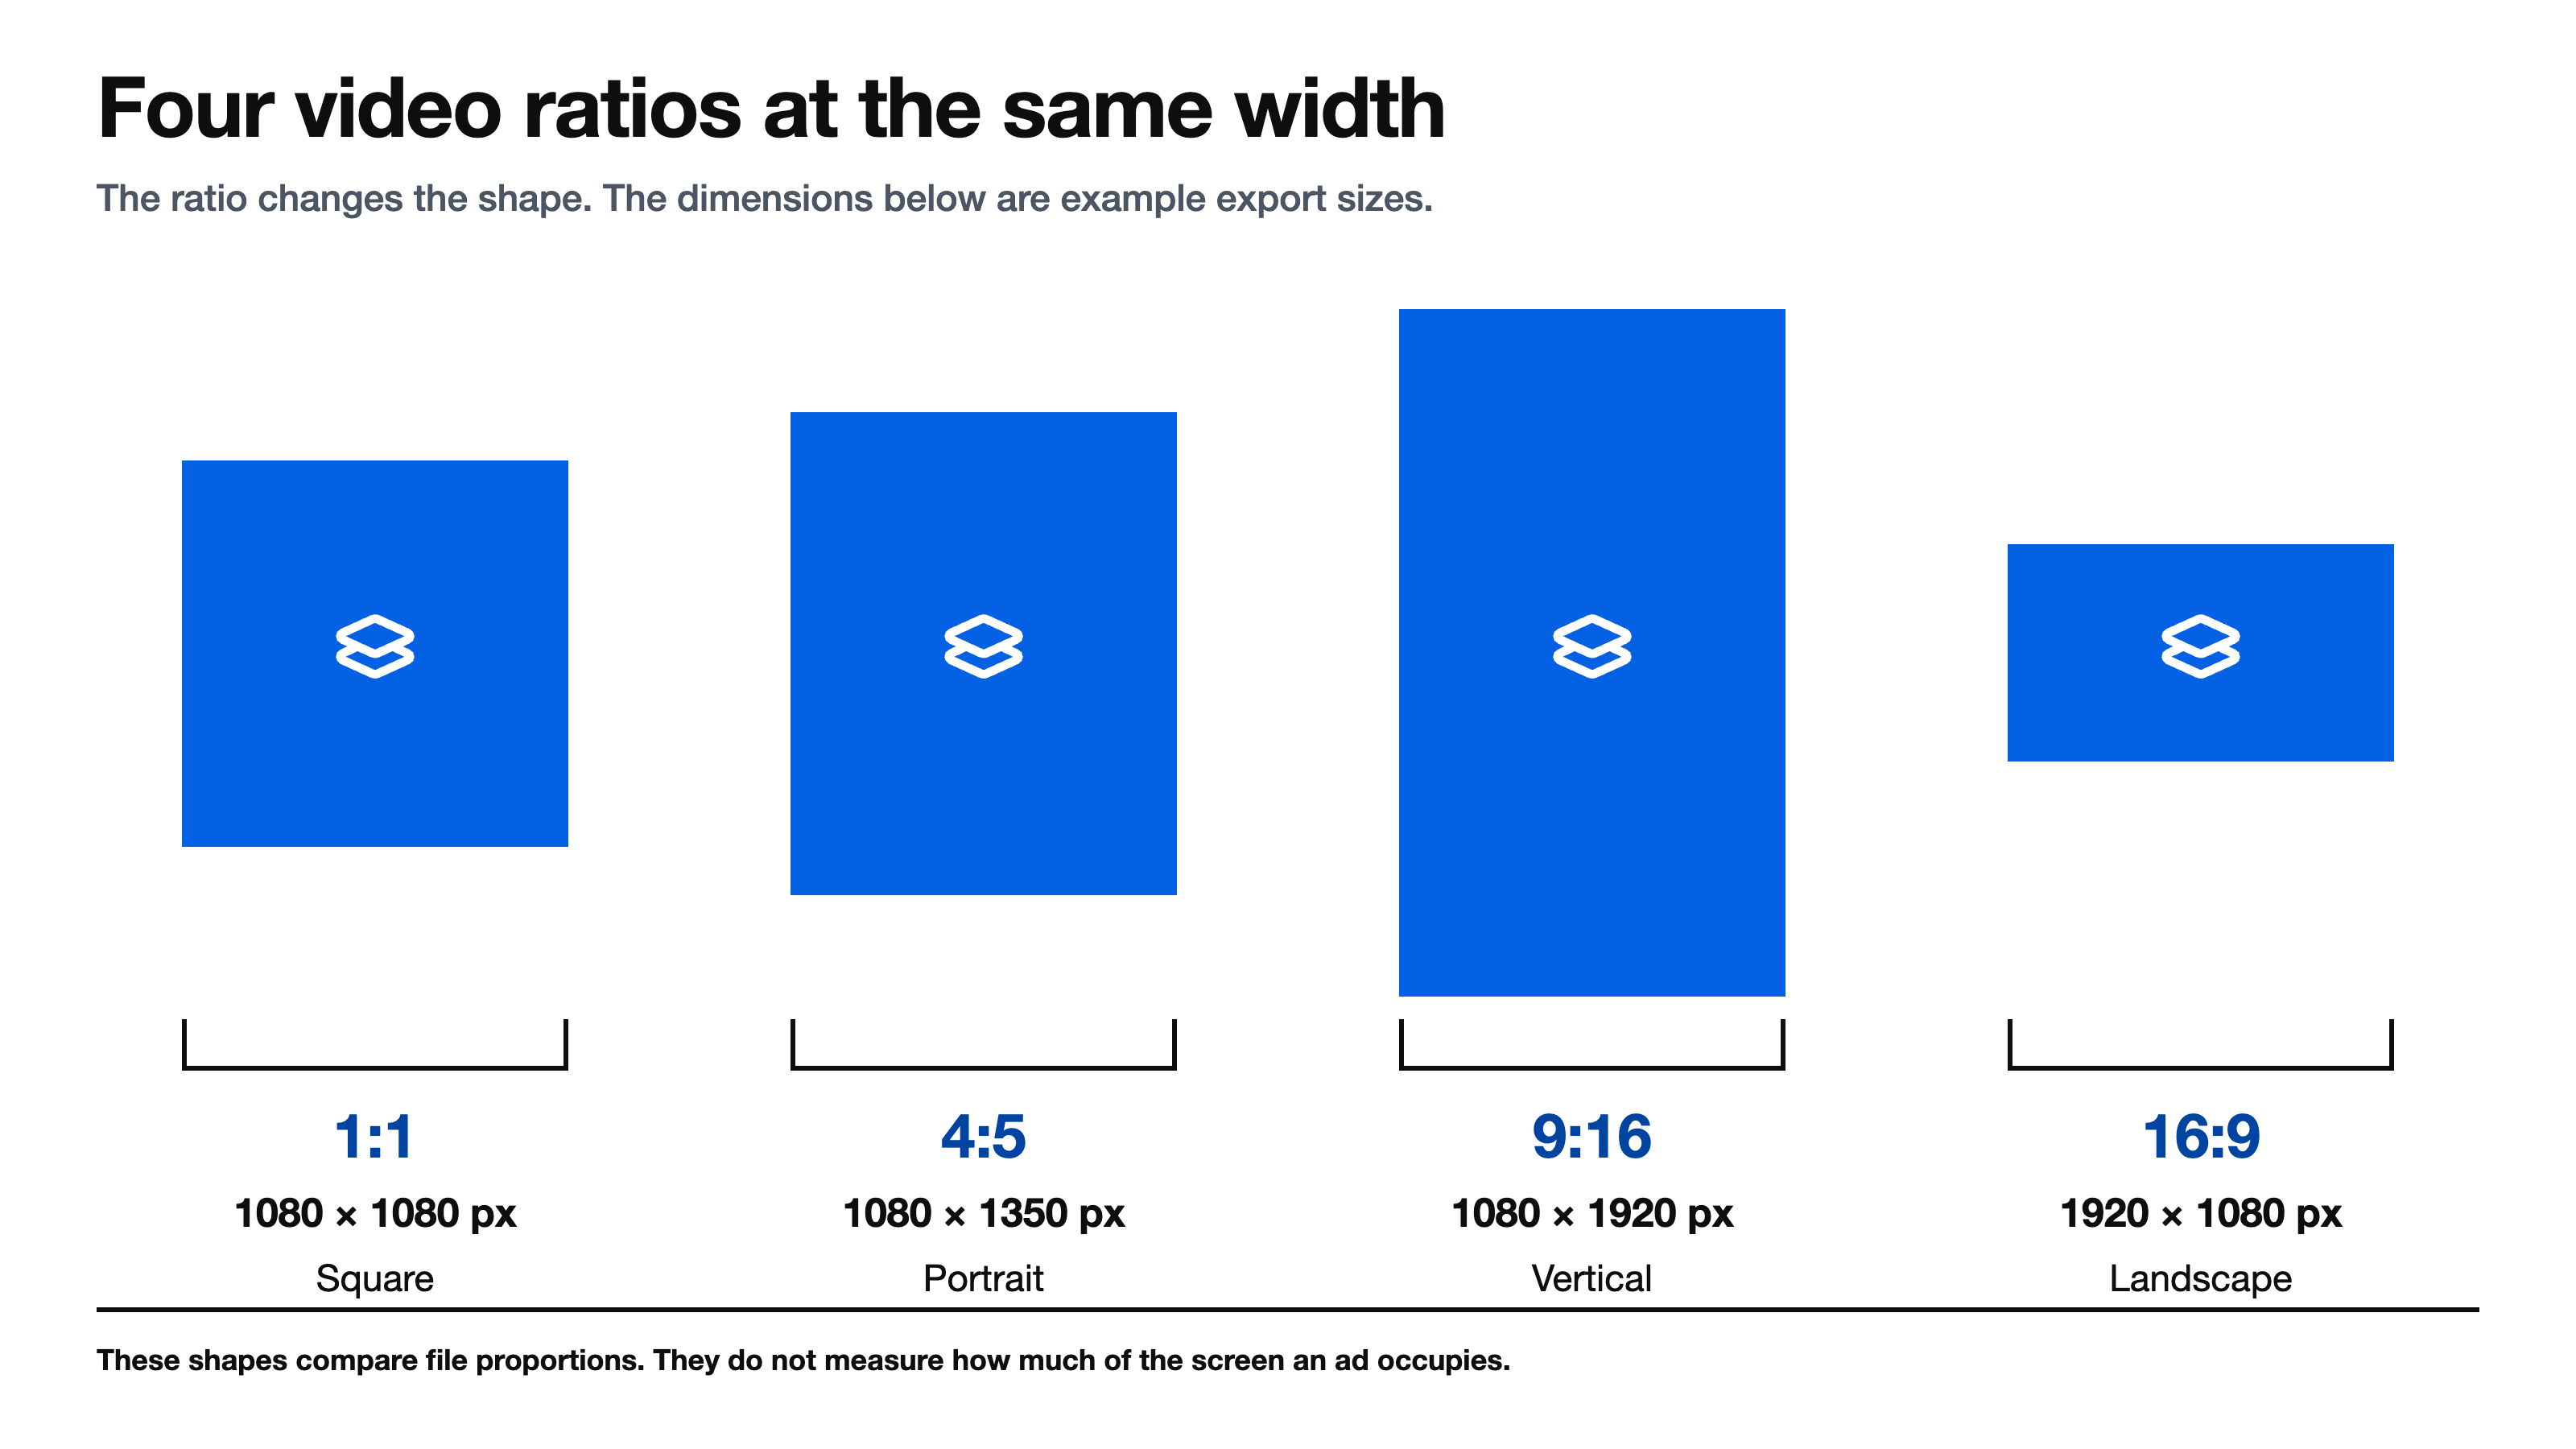 Four video ratios at the same width
The ratio changes the shape. The dimensions below are example export sizes.
1:1
1080 × 1080 px
Square
4:5
1080 × 1350 px
Portrait
9:16
1080 × 1920 px
Vertical
16:9
1920 × 1080 px
Landscape
These shapes compare file proportions. They do not measure how much of the screen an ad occupies.